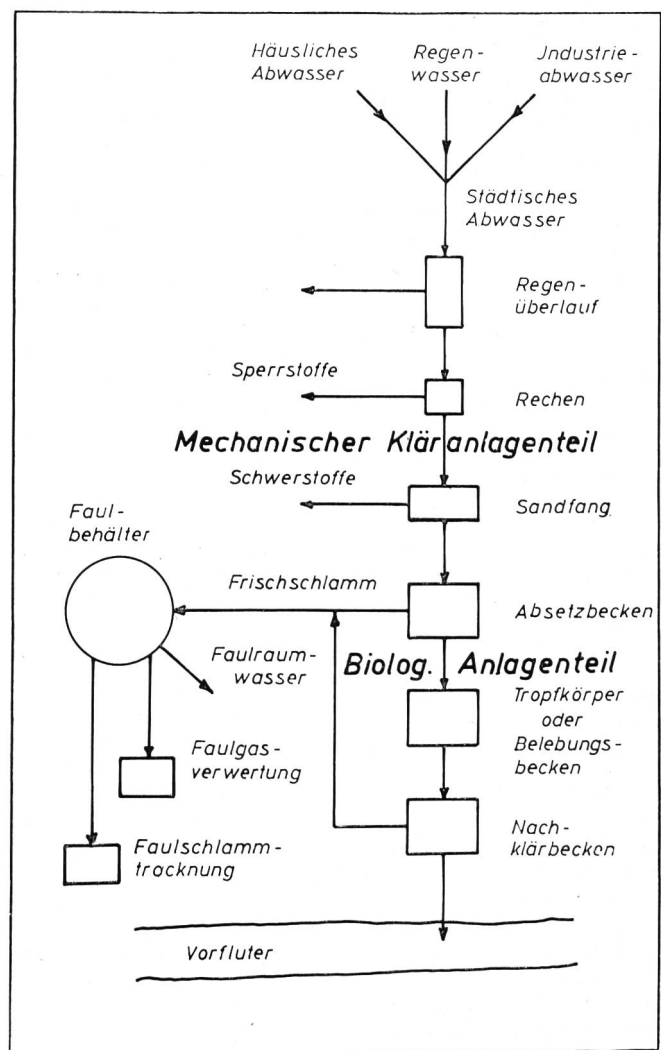 Häusliches
Abwasser
Regen-
wasser
Jndustrie-
abwasser
Städtisches
Abwasser
Regen-
überlauf
Sperrstoffe
Rechen
Mechanischer Kläranlagenteil
Schwerstoffe
Sandfang
Faul-
behälter
Frischschlamm
Absetzbecken
Faulraum-
wasser
Biolog. Anlagenteil
Tropfkörper
oder
Belebungs-
becken
Faulgas-
verwertung
Nach-
klärbecken
Faulschlamm-
trocknung
Vorfluter